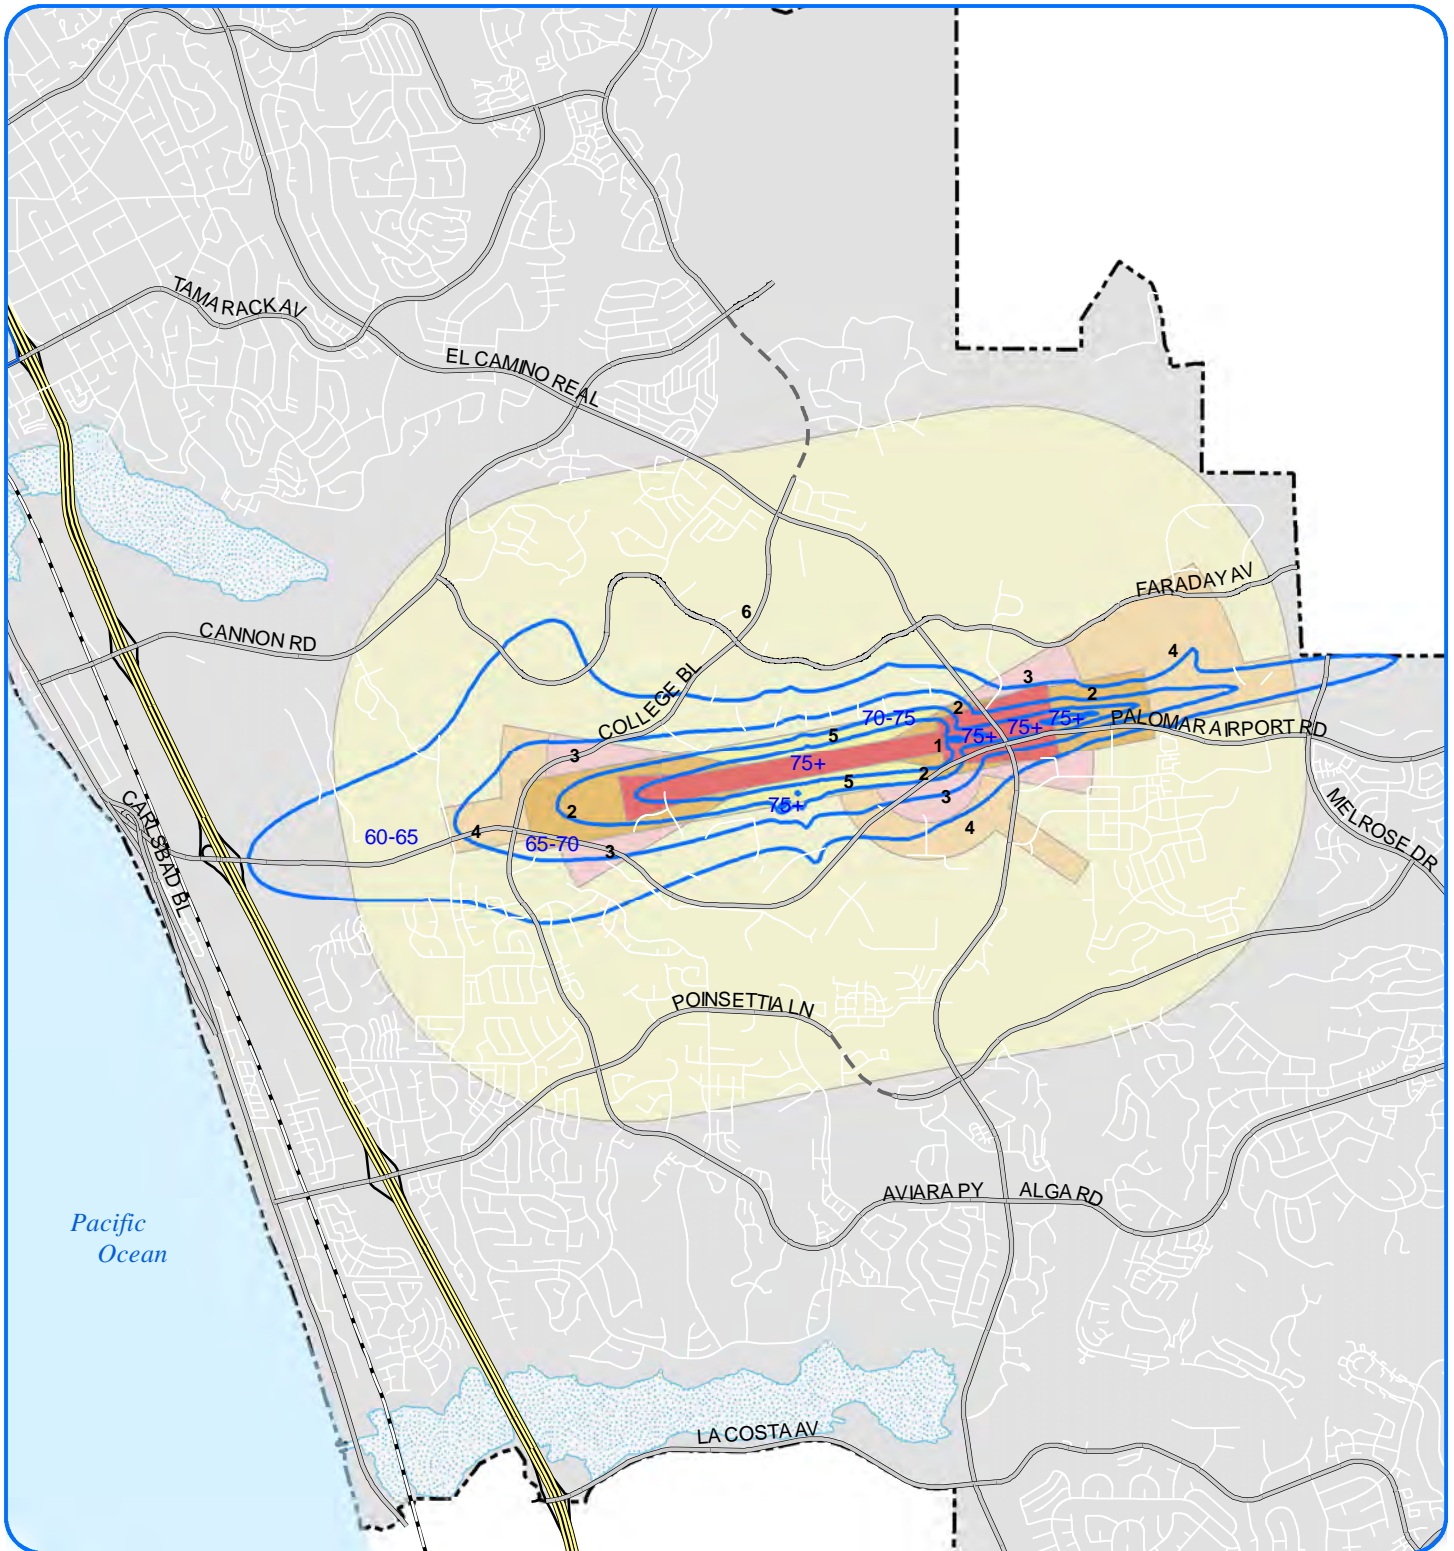 TAMARACK AV
EL CAMINO REAL
FARADAY AV
CANNON RD
6
4
3
2
2
COLLEGE BL
70-75
75+
75+
75+
PALOMAR AIRPORT RD
5
1
3
75+
2
5
3
75+
2
MELROSE DR
CARLSBAD BL
60-65
4
65-70
3
4
POINSETTIA LN
AVIARA PY
ALGA RD
Pacific
Ocean
LA COSTA AV